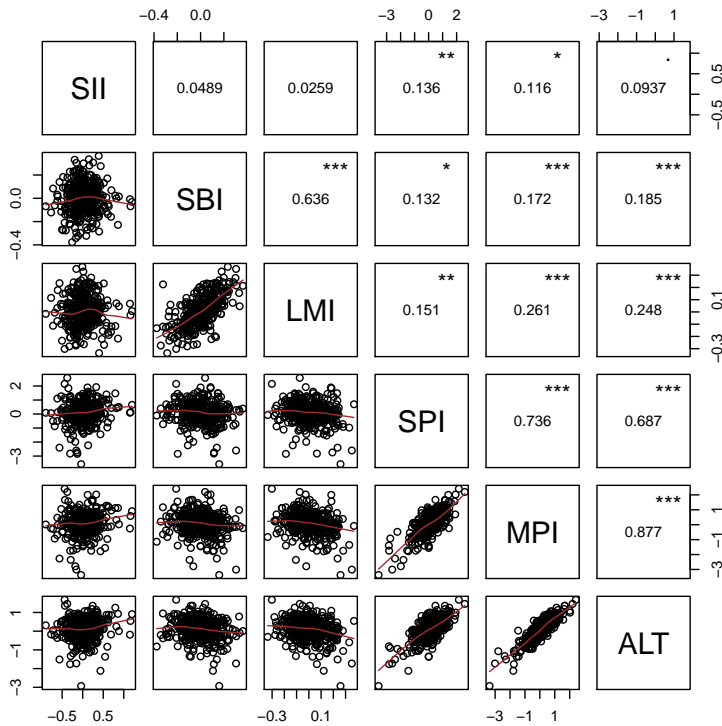 −0.4 0.0 −3 0 2 −3 −1 1
SII 0.0489 0.0259 ** 0.136 * 0.116 . 0.0937 −0.5 0.5
−0.4 0.0 SBI *** 0.636 * 0.132 *** 0.172 *** 0.185
LMI ** 0.151 *** 0.261 *** 0.248 −0.3 0.1
−3 0 2 SPI *** 0.736 *** 0.687
MPI *** 0.877 −3 −1 1
−3 −1 1 ALT
−0.5 0.5 −0.3 0.1 −3 −1 1